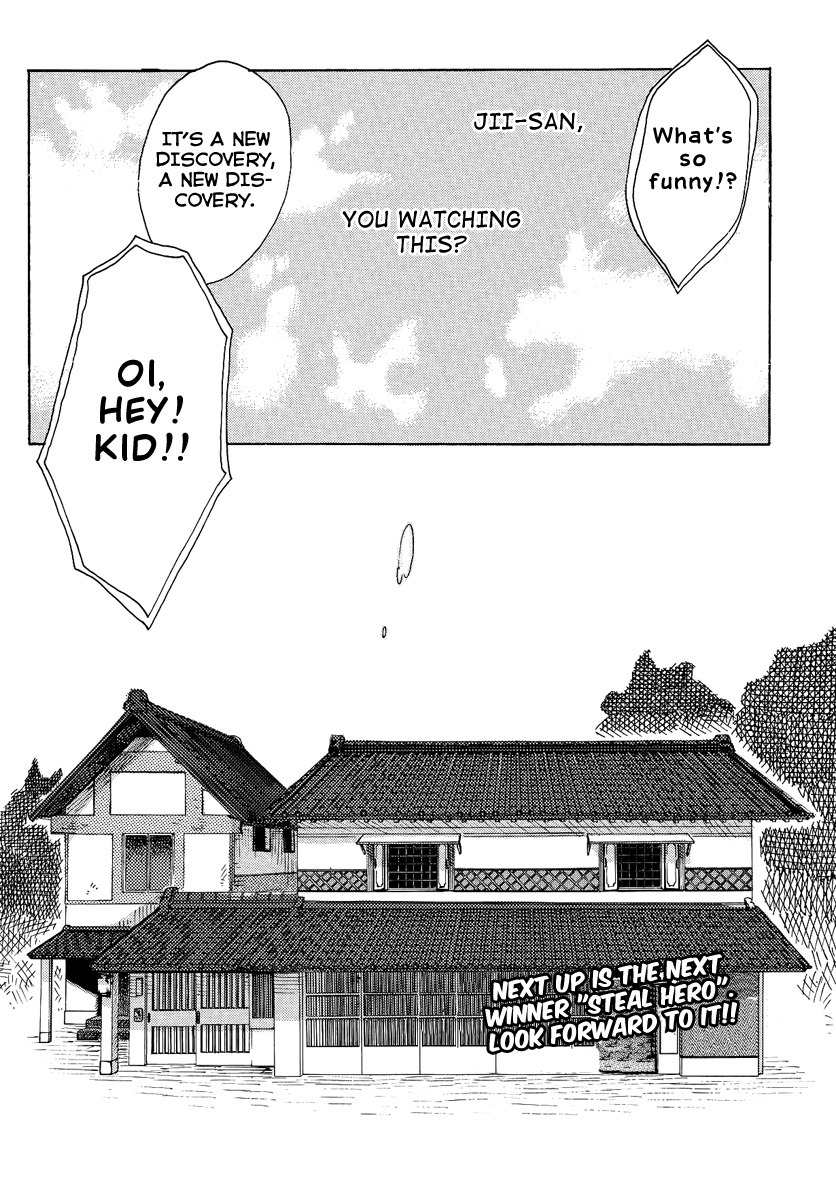 What's
so
funny!?
JII-SAN,
YOU WATCHING
THIS?
IT'S A NEW
DISCOVERY,
A NEW DIS-
COVERY.
OI,
HEY!
KID!!
NEXT UP IS THE NEXT
WINNER "STEAL HERO".
LOOK FORWARD TO IT!!